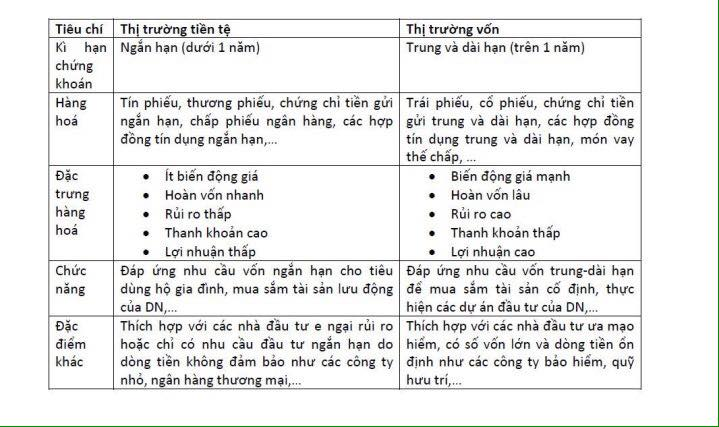 Tiêu chí Thị trường tiền tệ Thị trường vốn
Kì hạn Ngắn hạn (dưới 1 năm) Trung và dài hạn (trên 1 năm)
chứng
khoán
Hàng Tín phiếu, thương phiếu, chứng chỉ tiền gửi Trái phiếu, cổ phiếu, chứng chỉ tiền
hoá ngắn hạn, chấp phiếu ngân hàng, các hợp gửi trung và dài hạn, các hợp đồng
đồng tín dụng ngắn hạn,... tín dụng trung và dài hạn, món vay
thế chấp, ...
Đặc • Ít biến động giá • Biến động giá mạnh
trưng • Hoàn vốn nhanh • Hoàn vốn lâu
hàng • Rủi ro thấp • Rủi ro cao
hoá • Thanh khoản cao • Thanh khoản thấp
• Lợi nhuận thấp • Lợi nhuận cao
Chức Đáp ứng nhu cầu vốn ngắn hạn cho tiêu Đáp ứng nhu cầu vốn trung-dài hạn
năng dùng hộ gia đình, mua sắm tài sản lưu động để mua sắm tài sản cố định, thực
của DN,... hiện các dự án đầu tư của DN,...
Đặc Thích hợp với các nhà đầu tư e ngại rủi ro Thích hợp với các nhà đầu tư ưa mạo
điểm hoặc chỉ có nhu cầu đầu tư ngắn hạn do hiểm, có số vốn lớn và dòng tiền ổn
khác dòng tiền không đảm bảo như các công ty định như các công ty bảo hiểm, quỹ
nhỏ, ngân hàng thương mại,... hưu trí,...